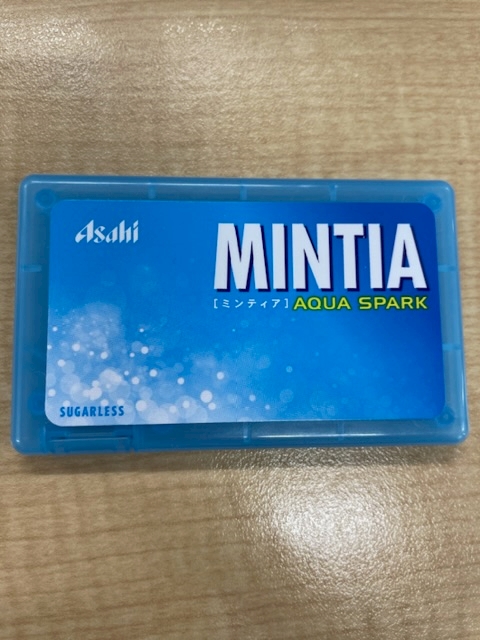 Asahi
MINTIA
[ミンティア] AQUA SPARK
SUGARLESS